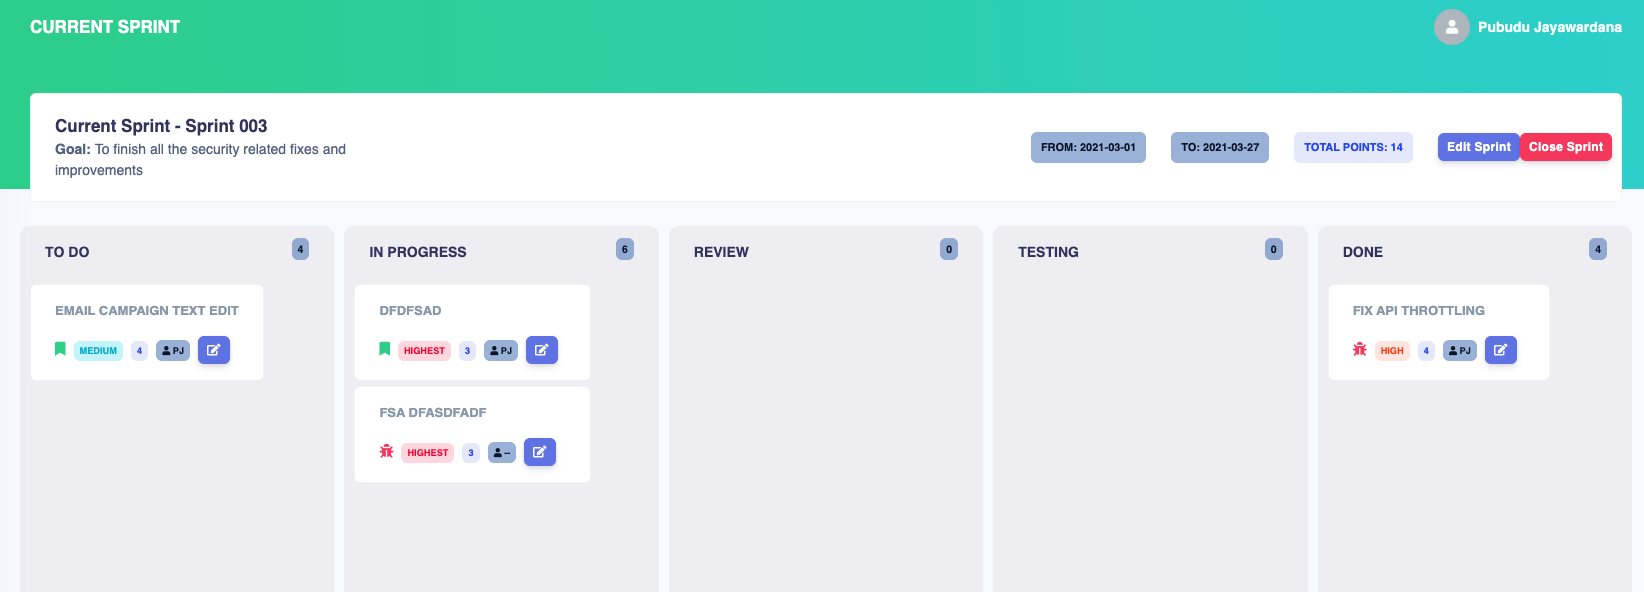 CURRENT SPRINT
Pubudu Jayawardana
Current Sprint - Sprint 003
Goal: To finish all the security related fixes and
improvements
FROM: 2021-03-01
TO: 2021-03-27
TOTAL POINTS: 14
Edit Sprint
Close Sprint
TO DO
4
EMAIL CAMPAIGN TEXT EDIT
MEDIUM
4
PJ
IN PROGRESS
6
DFDFSAD
HIGHEST
3
PJ
FSA DFASDFADF
HIGHEST
3
--
REVIEW
0
TESTING
0
DONE
4
FIX API THROTTLING
HIGH
4
PJ